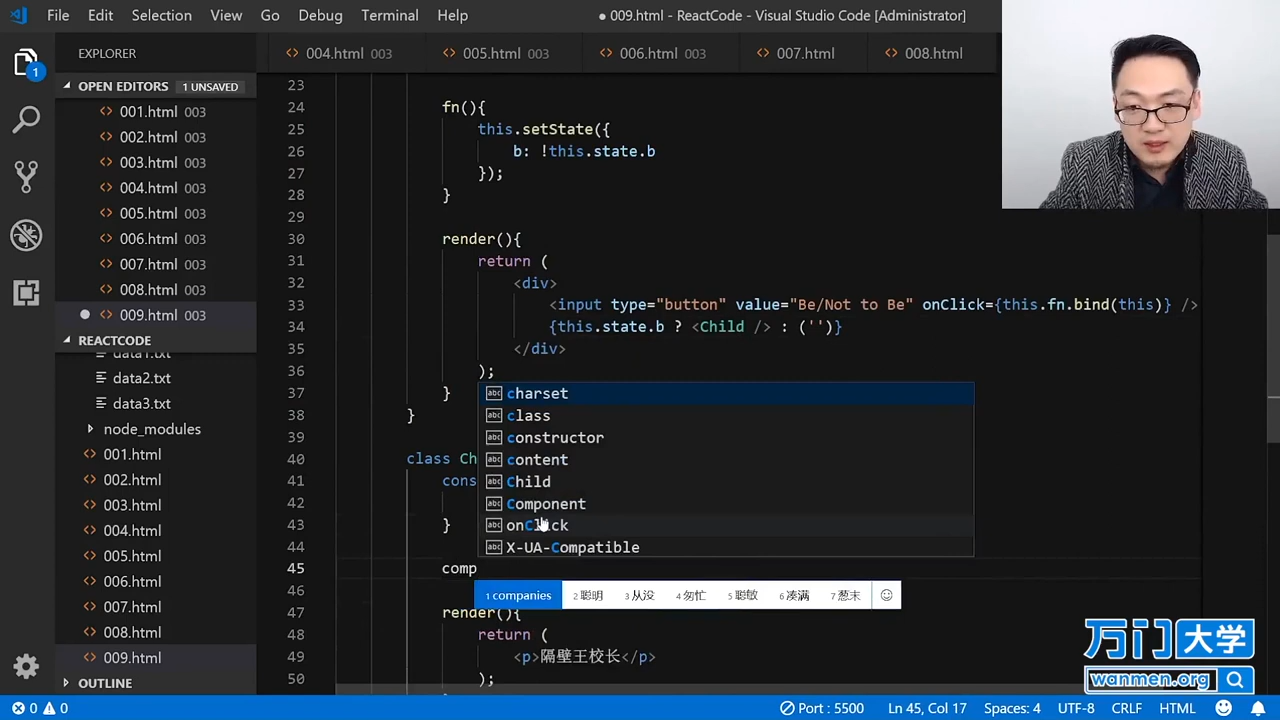 File Edit Selection View Go Debug Terminal Help ● 009.html - ReactCode - Visual Studio Code [Administrator]
EXPLORER
004.html 003 005.html 003 006.html 003 007.html 008.html
OPEN EDITORS 1 UNSAVED
001.html 003
002.html 003
003.html 003
004.html 003
005.html 003
006.html 003
007.html 003
008.html 003
009.html 003
REACTCODE
data1.txt
data2.txt
data3.txt
node_modules
001.html
002.html
003.html
004.html
005.html
006.html
007.html
008.html
009.html
OUTLINE
1
23
24 fn(){
25 this.setState({
26 b: !this.state.b
27 });
28 }
29
30 render(){
31 return (
32 <div>
33 <input type="button" value="Be/Not to Be" onClick={this.fn.bind(this)} />
34 {this.state.b ? <Child /> : ('')}
35 </div>
36 );
37 }
38 }
39
40 class Ch
41 cons
42
43 }
44
45 comp
46
47 render(){
48 return (
49 <p>隔壁王校长</p>
50 );
charset
class
constructor
content
Child
Component
onClick
X-UA-Compatible
1 companies 2 聪明 3 从没 4 匆忙 5 聪敏 6 凑满 7 葱末
万门大学
wanmen.org
0 0 Port : 5500 Ln 45, Col 17 Spaces: 4 UTF-8 CRLF HTML